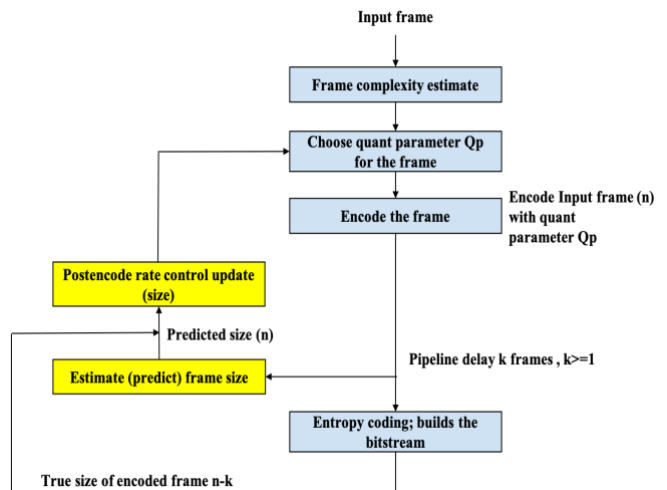 Input frame
Frame complexity estimate
Choose quant parameter Qp
for the frame
Encode the frame
Encode Input frame (n)
with quant
parameter Qp
Postencode rate control update
(size)
Predicted size (n)
Pipeline delay k frames , k>=1
Estimate (predict) frame size
Entropy coding; builds the
bitstream
True size of encoded frame n-k